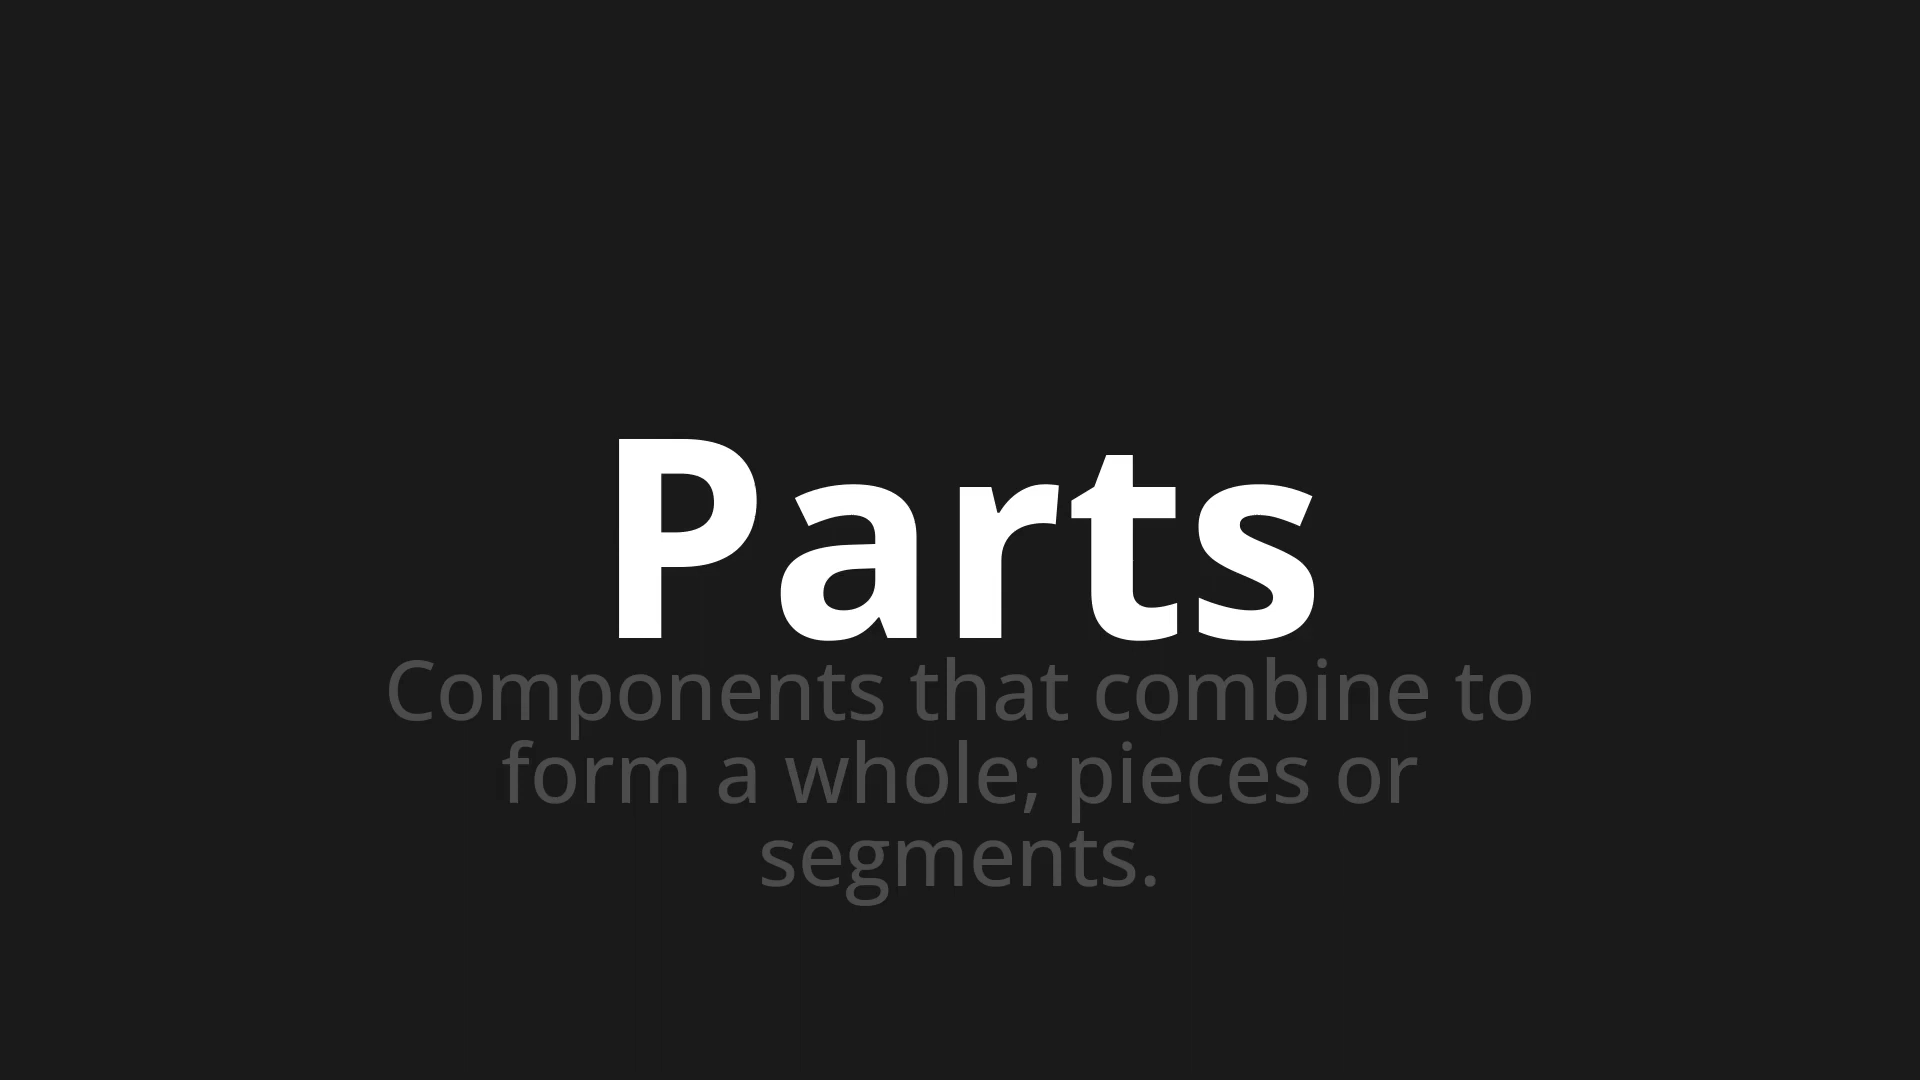 Parts
Components that combine to
form a whole; pieces or
segments.